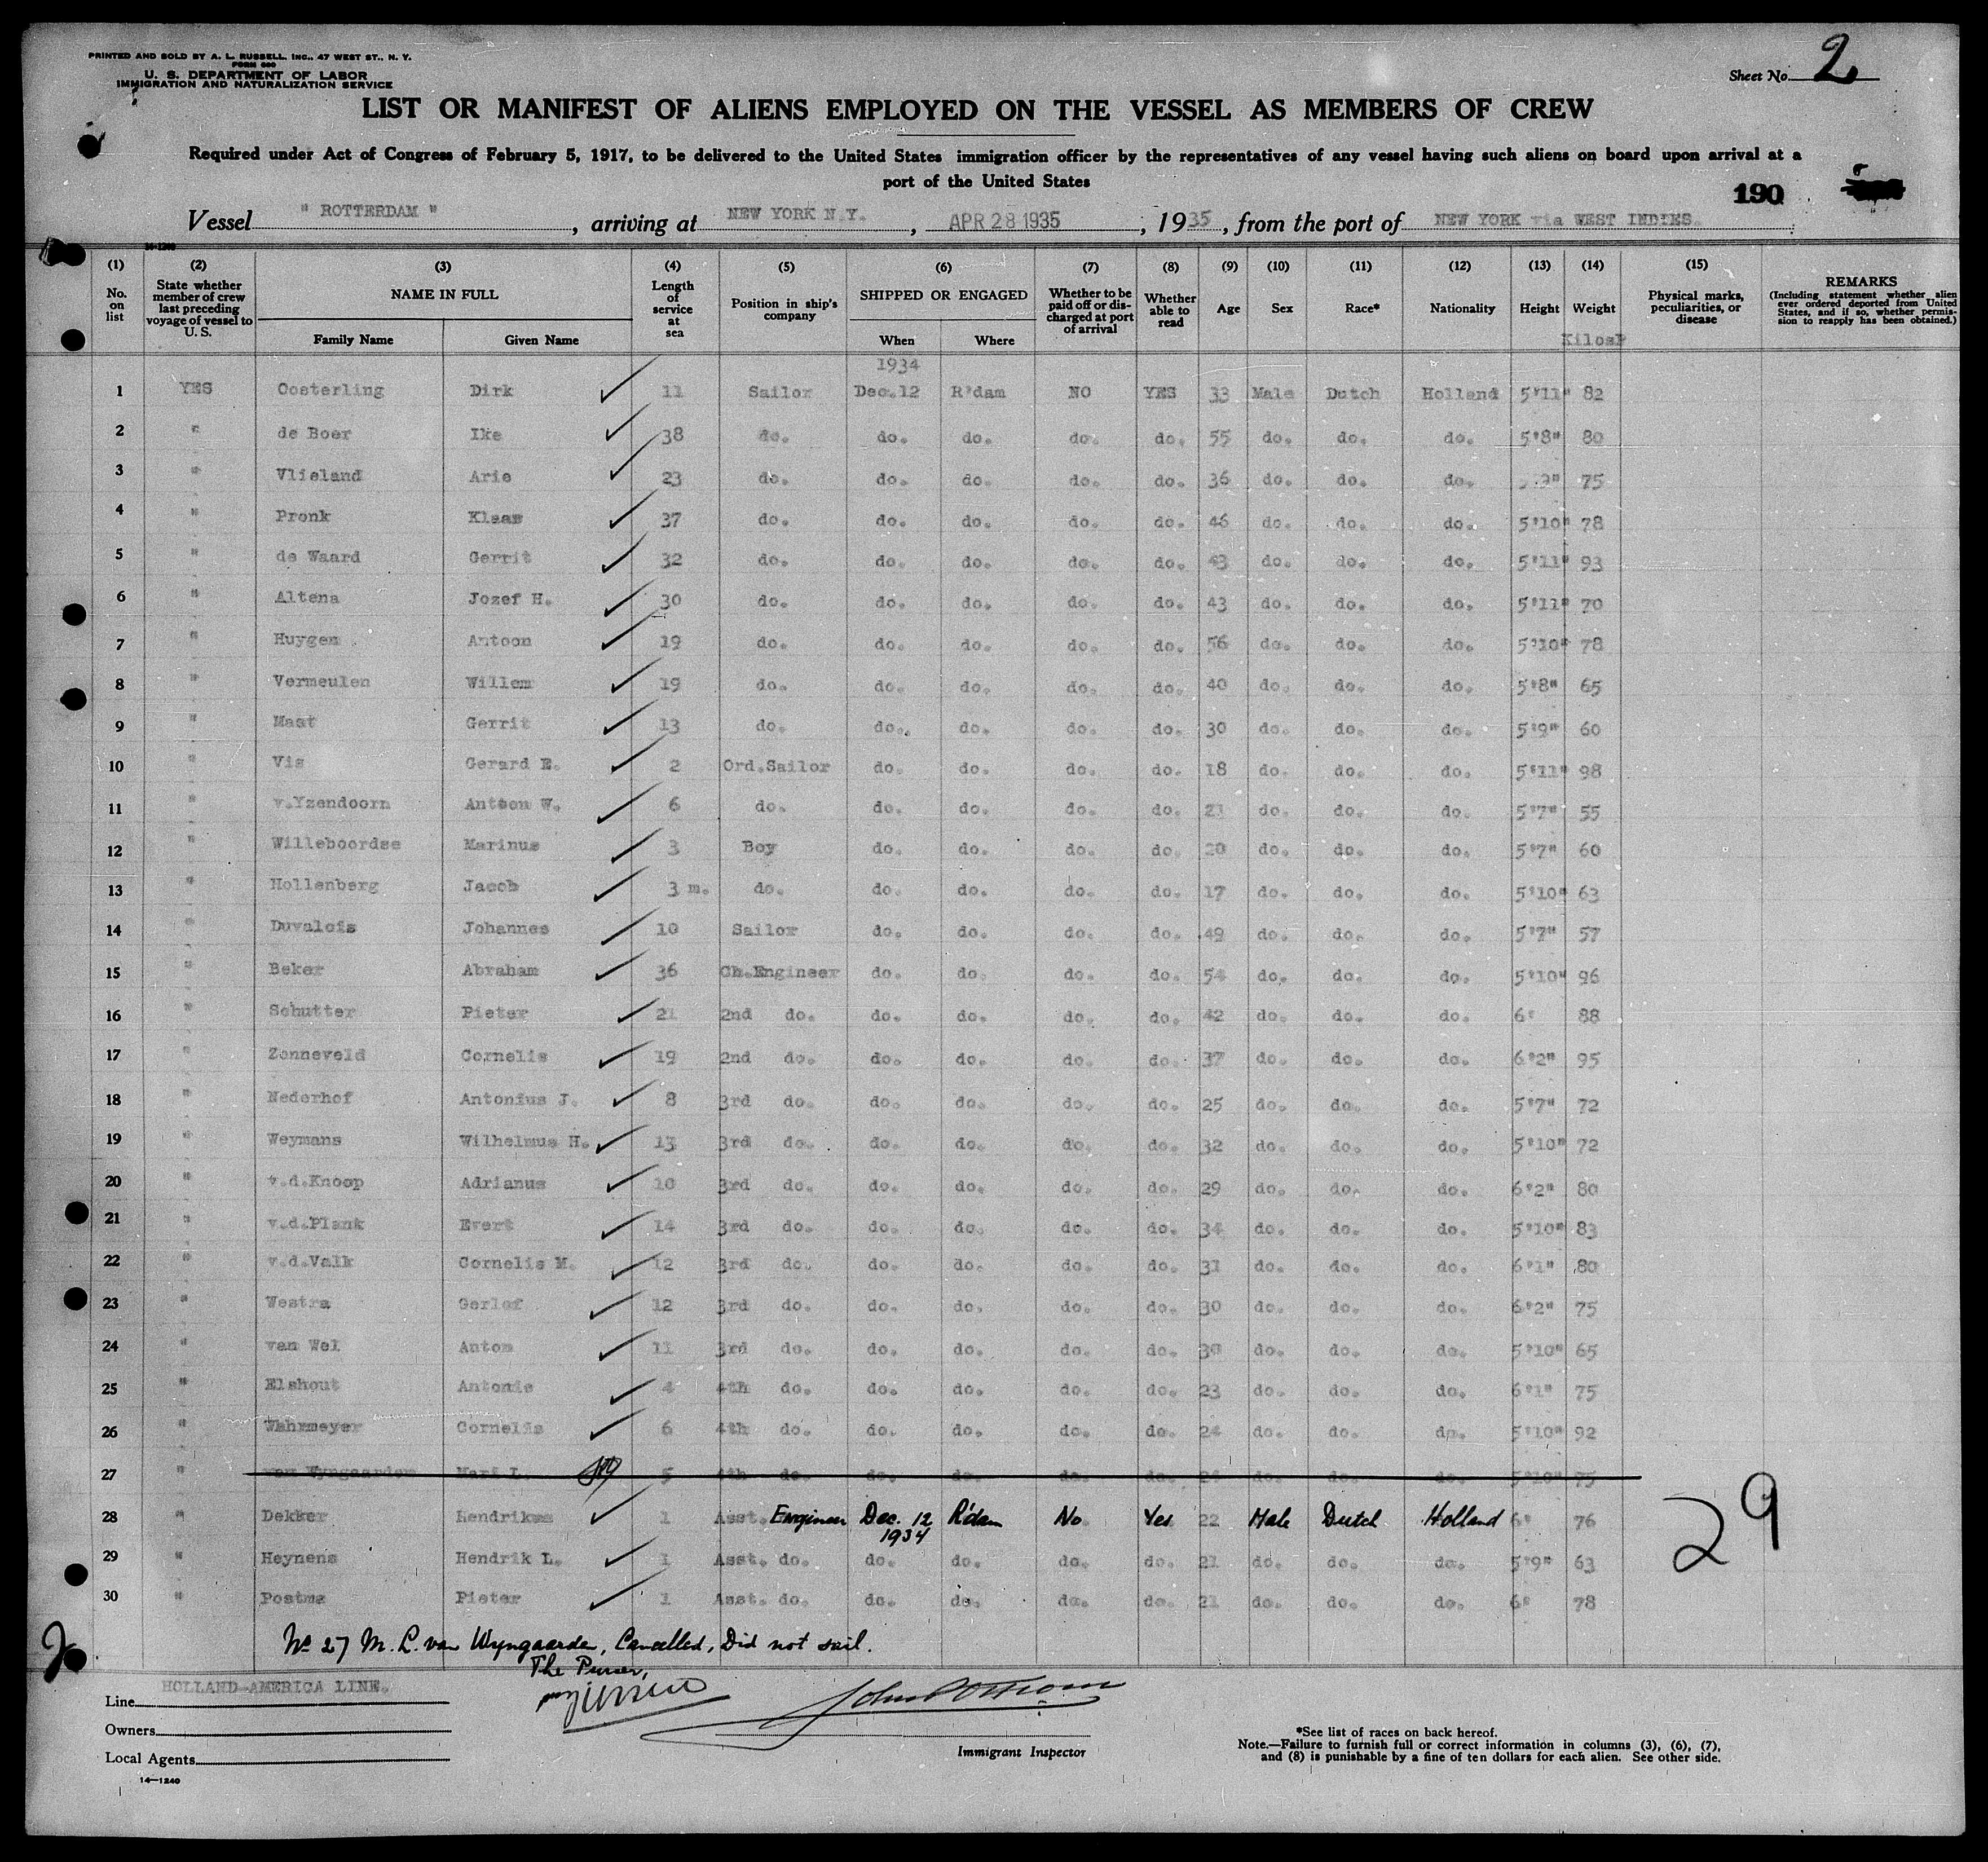 PRINTED AND SOLD BY A. L. RUSSELL, INC., 47 WEST ST., N. Y.
FORM 680
U. S. DEPARTMENT OF LABOR
IMMIGRATION AND NATURALIZATION SERVICE
Sheet No. 2
LIST OR MANIFEST OF ALIENS EMPLOYED ON THE VESSEL AS MEMBERS OF CREW
Required under Act of Congress of February 5, 1917, to be delivered to the United States immigration officer by the representatives of any vessel having such aliens on board upon arrival at a
port of the United States
190
Vessel " ROTTERDAM ", arriving at NEW YORK N.Y., APR 28 1935, 1935, from the port of NEW YORK via WEST INDIES.
(1) (2) (3) (4) (5) (6) (7) (8) (9) (10) (11) (12) (13) (14) (15)
No. on list State whether member of crew last preceding voyage of vessel to U. S. NAME IN FULL Family Name Given Name Length of service at sea Position in ship's company SHIPPED OR ENGAGED When Where Whether to be paid off or discharged at port of arrival Whether able to read Age Sex Race* Nationality Height Weight Kilos Physical marks, peculiarities, or disease REMARKS (Including statement whether alien ever ordered deported from United States, and if so, whether permission to reapply has been obtained.)
1934
1 YES Oosterling Dirk 11 Sailor Dec.12 R'dam NO YES 33 Male Dutch Holland 5'11" 82
2 " de Boer Ike 38 do. do. do. do. do. 55 do. do. do. 5'8" 80
3 " Vlieland Arie 23 do. do. do. do. do. 36 do. do. do. 9" 75
4 " Pronk Klaas 37 do. do. do. do. do. 46 do. do. do. 5'10" 78
5 " de Waard Gerrit 32 do. do. do. do. do. 43 do. do. do. 5'11" 93
6 " Altena Jozef H. 30 do. do. do. do. do. 43 do. do. do. 5'11" 70
7 " Huygen Antoon 19 do. do. do. do. do. 56 do. do. do. 5'10" 78
8 " Vermeulen Willem 19 do. do. do. do. do. 40 do. do. do. 5'8" 65
9 " Maat Gerrit 13 do. do. do. do. do. 30 do. do. do. 5'9" 60
10 " Vis Gerard E. 2 Ord.Sailor do. do. do. do. 18 do. do. do. 5'11" 98
11 " v.Yzendoorn Antoon W. 6 do. do. do. do. do. 21 do. do. do. 5'7" 55
12 " Willeboordse Marinus 3 Boy do. do. do. do. 20 do. do. do. 5'7" 60
13 " Hollenberg Jacob 3 m. do. do. do. do. do. 17 do. do. do. 5'10" 63
14 " Duvalois Johannes 10 Sailor do. do. do. do. 49 do. do. do. 5'7" 57
15 " Beker Abraham 36 Ch.Engineer do. do. do. do. 54 do. do. do. 5'10" 96
16 " Schutter Pieter 21 2nd do. do. do. do. do. 42 do. do. do. 6' 88
17 " Zonneveld Cornelis 19 2nd do. do. do. do. do. 37 do. do. do. 6'2" 95
18 " Nederhof Antonius J. 8 3rd do. do. do. do. do. 25 do. do. do. 5'7" 72
19 " Weymans Wilhelmus H. 13 3rd do. do. do. do. do. 32 do. do. do. 5'10" 72
20 " v.d.Knoop Adrianus 10 3rd do. do. do. do. do. 29 do. do. do. 6'2" 80
21 " v.d.Plank Evert 14 3rd do. do. do. do. do. 34 do. do. do. 5'10" 83
22 " v.d.Valk Cornelis M. 12 3rd do. do. do. do. do. 31 do. do. do. 6'1" 80
23 " Westra Gerlof 12 3rd do. do. do. do. do. 30 do. do. do. 6'2" 75
24 " van Wel Anton 11 3rd do. do. do. do. do. 30 do. do. do. 5'10" 65
25 " Elshout Antonie 4 4th do. do. do. do. do. 23 do. do. do. 6'1" 75
26 " Wahrmeyer Cornelis 6 4th do. do. do. do. do. 24 do. do. do. 5'10" 92
27 " van Wyngaarden Mari L. 5 4th do. do. do. do. do. do. do. do. 5'10" 75
28 " Dekker Hendrikus 1 Asst. Engineer Dec. 12 1934 R'dam No Yes 22 Male Dutch Holland 6' 76
29 " Heynens Hendrik L. 1 Asst. do. do. do. do. do. 21 do. do. do. 5'9" 63
30 " Postma Pieter 1 Asst. do. do. do. do. do. 21 do. do. do. 6' 78
29
No 27 M. L. van Wyngaarden, Cancelled, Did not sail.
The Purser,
Line HOLLAND-AMERICA LINE.
Owners
Local Agents
14—1240
Immigrant Inspector
*See list of races on back hereof.
Note.—Failure to furnish full or correct information in columns (3), (6), (7),
and (8) is punishable by a fine of ten dollars for each alien. See other side.